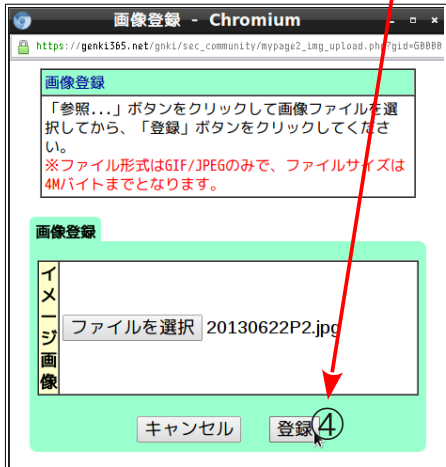 画像登録 - Chromium
https://genki365.net/gnki/sec_community/mypage2_img_upload.php?gid=G0000
画像登録
「参照...」ボタンをクリックして画像ファイルを選
択してから、「登録」ボタンをクリックしてくださ
い。
※ファイル形式はGIF/JPEGのみで、ファイルサイズは
4Mバイトまでとなります。
画像登録
イメージ画像
ファイルを選択 20130622P2.jpg
キャンセル 登録④